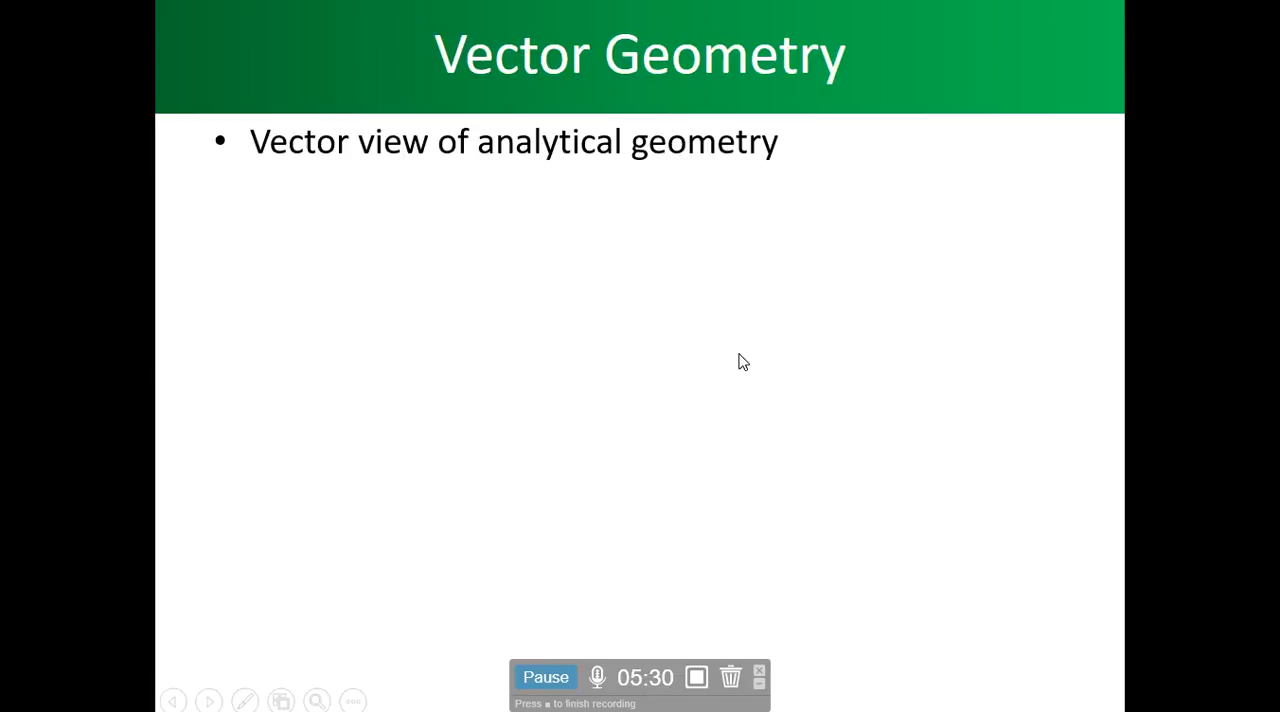 Vector Geometry
• Vector view of analytical geometry
Pause 05:30
Press ■ to finish recording